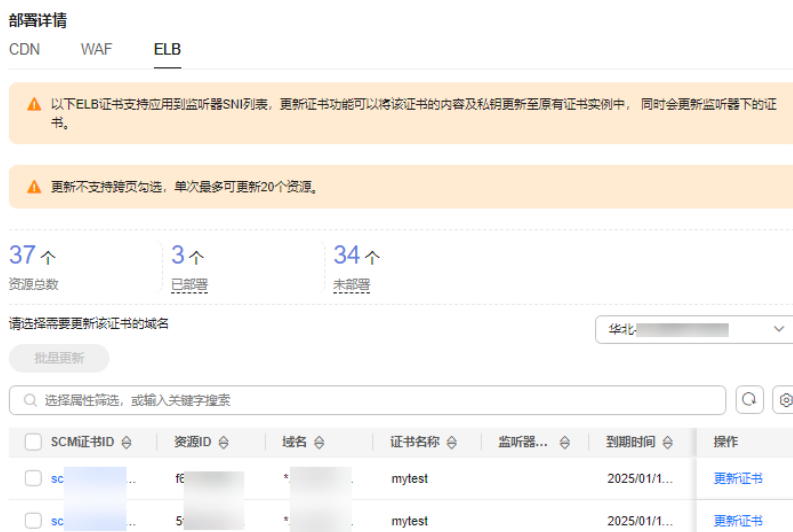 部署详情
CDN WAF ELB
以下ELB证书支持应用到监听器SNI列表，更新证书功能可以将该证书的内容及私钥更新至原有证书实例中， 同时会更新监听器下的证
书。
更新不支持跨页勾选，单次最多可更新20个资源。
37 个 3 个 34 个
资源总数 已部署 未部署
请选择需要更新该证书的域名
华北-
批量更新
选择属性筛选，或输入关键字搜索
SCM证书ID 资源ID 域名 证书名称 监听器... 到期时间 操作
sc ... f6 * . mytest 2025/01/1... 更新证书
sc ... * mytest 2025/01/1... 更新证书